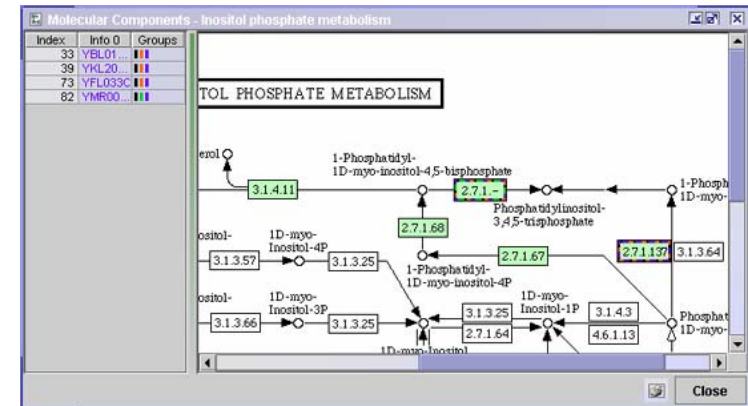 Molecular Components - Inositol phosphate metabolism
Index Info 0 Groups
33 YBL01...
39 YKL20...
73 YFL033C
82 YMR00...
TOL PHOSPHATE METABOLISM
erol
1-Phosphatidyl-
1D-myo-inositol-4,5-bisphosphate
3.1.4.11
2.7.1.-
1-Phosph
1D-myo-
Phosphatidylinositol-
3,4,5-trisphosphate
2.7.1.68
ositol-
1D-myo-
Inositol-4P
3.1.3.57
3.1.3.25
2.7.1.67
2.7.1.137
3.1.3.64
1-Phosphatidyl-
1D-myo-inositol-4P
ositol-
1D-myo-
Inositol-3P
1D-myo-
Inositol-1P
3.1.3.66
3.1.3.25
3.1.3.25
2.7.1.64
3.1.4.3
4.6.1.13
Phosphat
1D-myo-
1D-myo-Inositol
Close